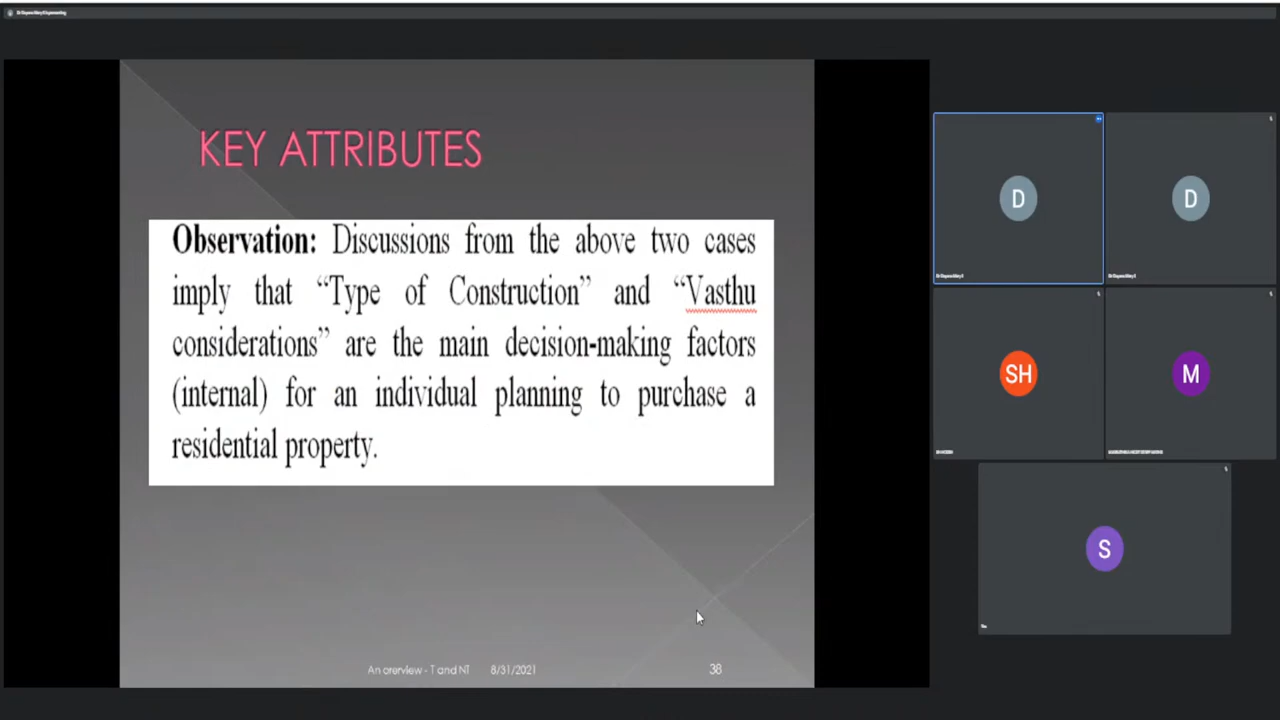 KEY ATTRIBUTES
Observation: Discussions from the above two cases
imply that “Type of Construction” and “Vasthu
considerations” are the main decision-making factors
(internal) for an individual planning to purchase a
residential property.
An overview - T and NT 8/31/2021 38
D
D
SH
M
S